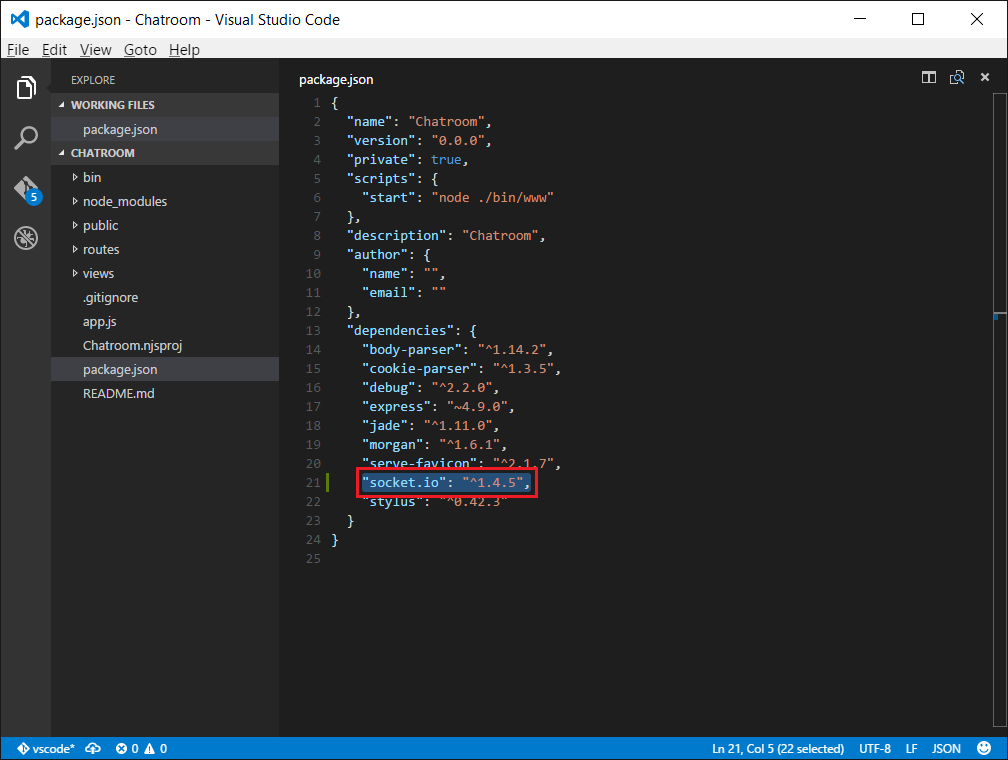 package.json - Chatroom - Visual Studio Code
File Edit View Goto Help
EXPLORE
WORKING FILES
package.json
CHATROOM
bin
node_modules
public
routes
views
.gitignore
app.js
Chatroom.njsproj
package.json
README.md
5
package.json
1 {
2 "name": "Chatroom",
3 "version": "0.0.0",
4 "private": true,
5 "scripts": {
6 "start": "node ./bin/www"
7 },
8 "description": "Chatroom",
9 "author": {
10 "name": "",
11 "email": ""
12 },
13 "dependencies": {
14 "body-parser": "^1.14.2",
15 "cookie-parser": "^1.3.5",
16 "debug": "^2.2.0",
17 "express": "~4.9.0",
18 "jade": "^1.11.0",
19 "morgan": "^1.6.1",
20 "serve-favicon": "^2.1.7",
21 "socket.io": "^1.4.5",
22 "stylus": "^0.42.3"
23 }
24 }
25
vscode* 0 0 Ln 21, Col 5 (22 selected) UTF-8 LF JSON